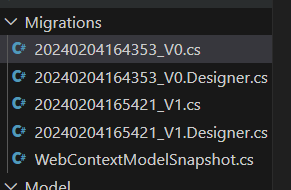 Migrations
C# 20240204164353_V0.cs
C# 20240204164353_V0.Designer.cs
C# 20240204165421_V1.cs
C# 20240204165421_V1.Designer.cs
C# WebContextModelSnapshot.cs
Model